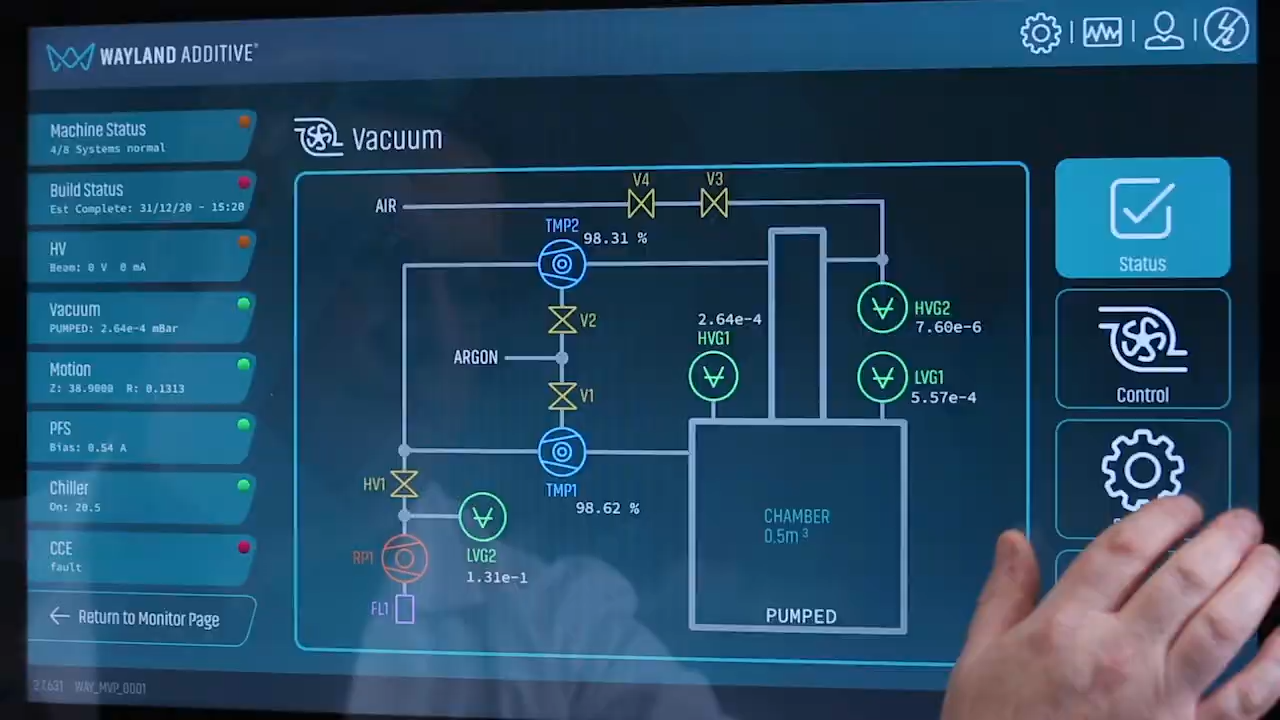 WAYLAND ADDITIVE®
Machine Status
4/8 Systems normal
Build Status
Est Complete: 31/12/20 - 15:20
HV
Beam: 0 V 0 mA
Vacuum
PUMPED: 2.64e-4 mBar
Motion
Z: 38.9000 R: 0.1313
PFS
Bias: 0.54 A
Chiller
On: 20.5
CCE
fault
← Return to Monitor Page
2.7.631 WAY_MVP_0001
Vacuum
V4
V3
AIR
TMP2
98.31 %
V2
ARGON
V1
TMP1
98.62 %
HV1
LVG2
1.31e-1
RP1
FL1
2.64e-4
HVG1
HVG2
7.60e-6
LVG1
5.57e-4
CHAMBER
0.5m³
PUMPED
Status
Control